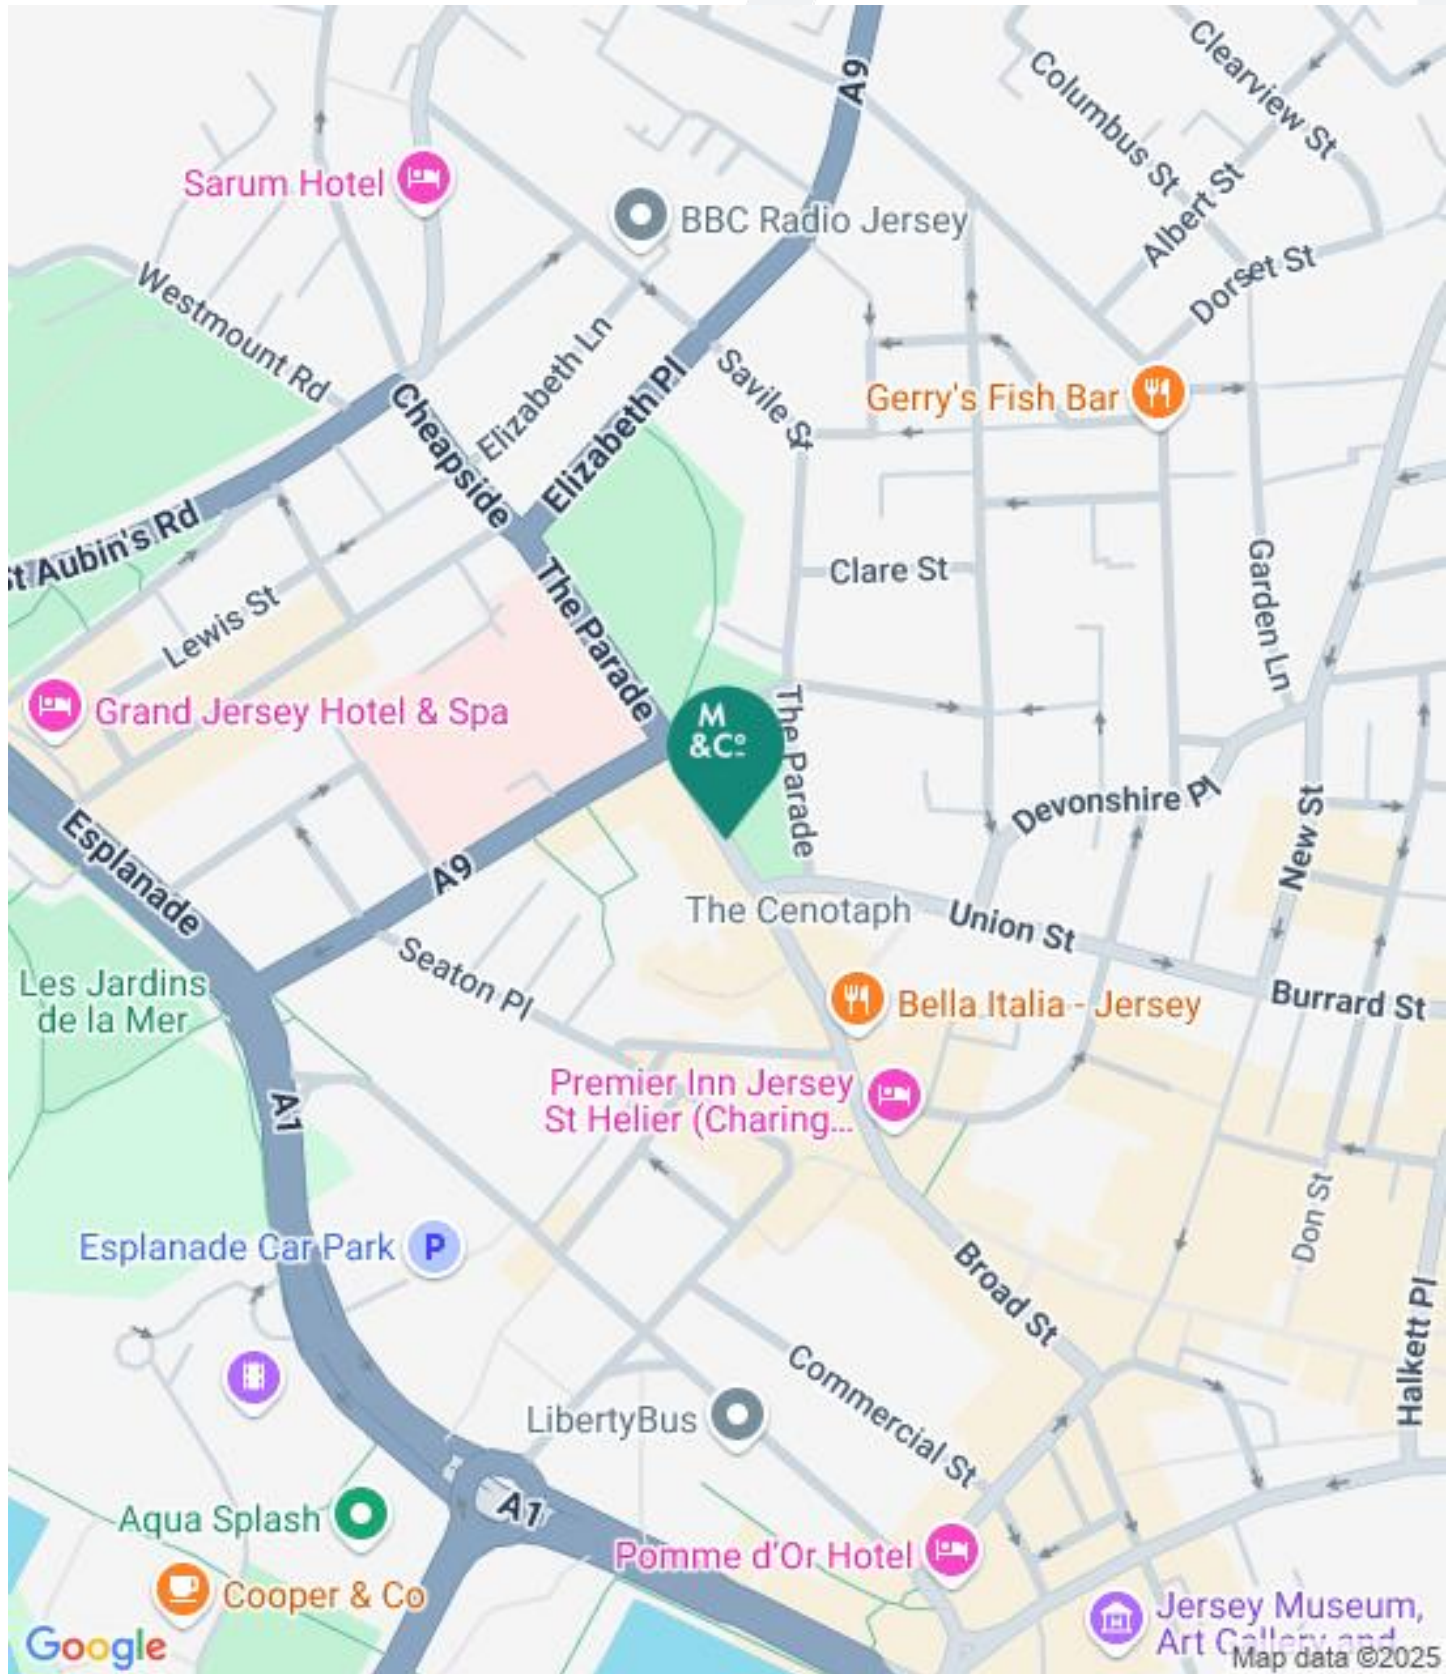 A9
Clearview St
Columbus St
Sarum Hotel
BBC Radio Jersey
Albert St
Dorset St
Westmount Rd
Elizabeth Ln
Elizabeth Pl
Savile St
Cheapside
Gerry's Fish Bar
t Aubin's Rd
Clare St
Garden Ln
Lewis St
The Parade
Grand Jersey Hotel & Spa
M
&Cº
The Parade
Devonshire Pl
New St
Esplanade
A9
The Cenotaph
Union St
Seaton Pl
Les Jardins
de la Mer
Bella Italia - Jersey
Burrard St
A1
Premier Inn Jersey
St Helier (Charing...
Don St
Esplanade Car Park
P
Broad St
Halkett Pl
Commercial St
LibertyBus
A1
Aqua Splash
Pomme d'Or Hotel
Cooper & Co
Jersey Museum,
Art Gallery and
Google
Map data ©2025